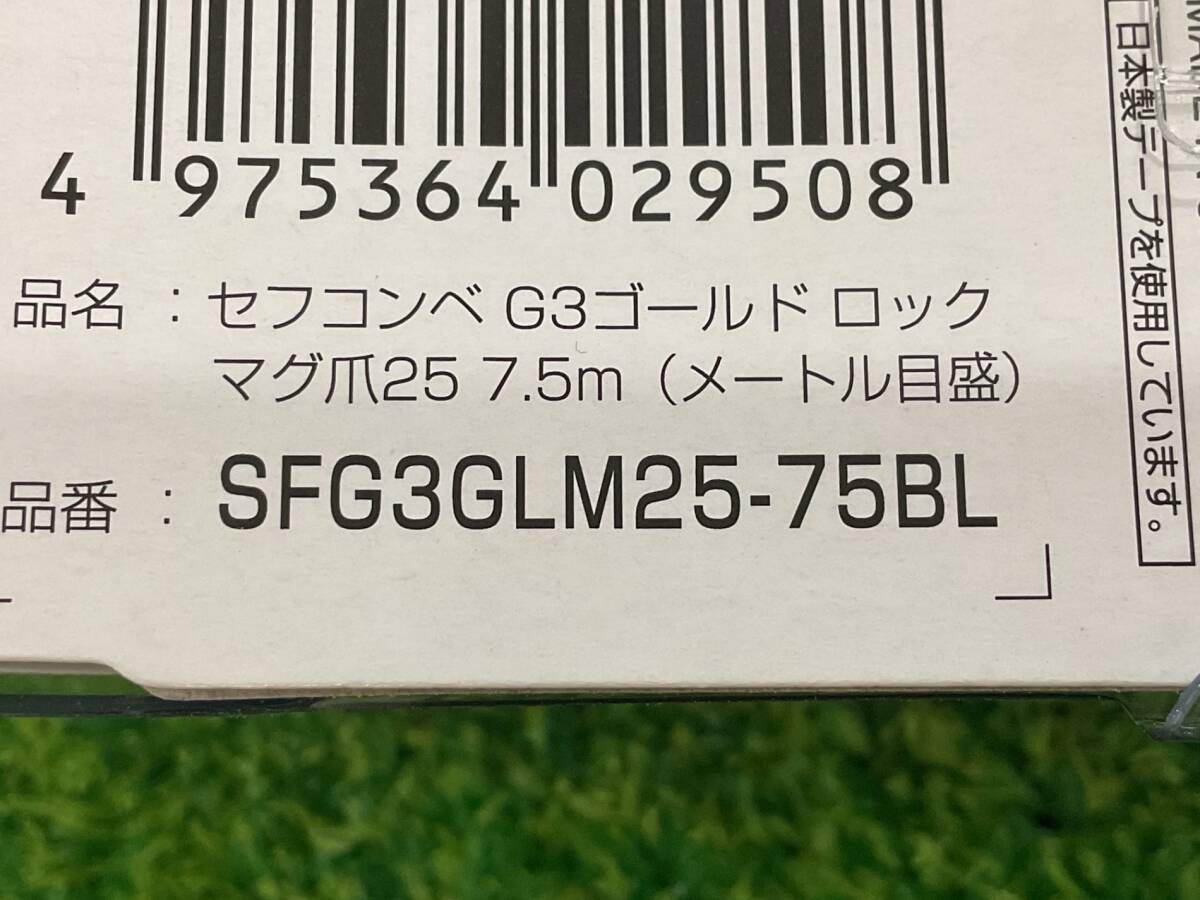 4 975364 029508
品名 : セフコンベ G3ゴールド ロック
マグ爪25 7.5m（メートル目盛）
品番 : SFG3GLM25-75BL
日本製テープを使用しています。